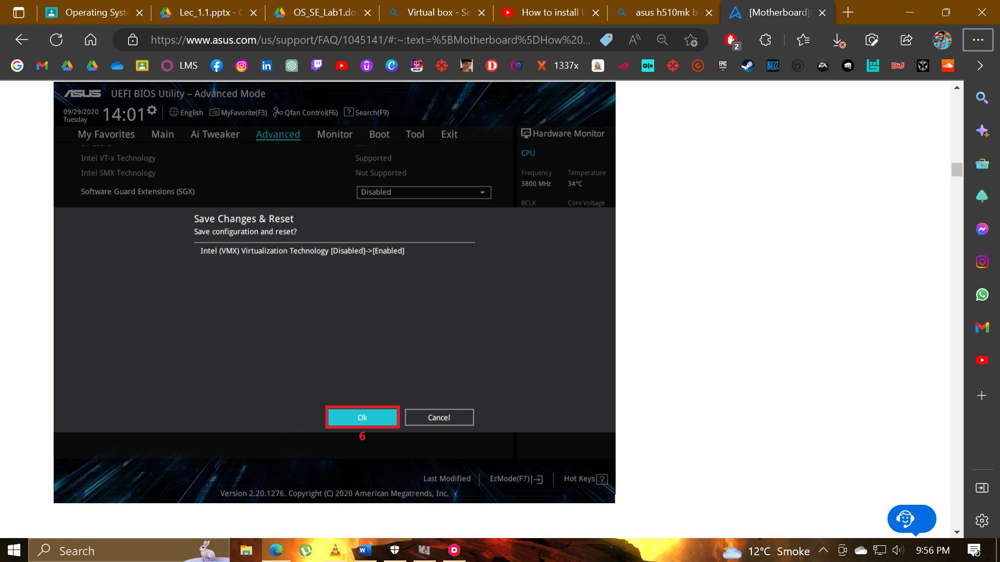 Operating Syst
Lec_1.1.pptx - G
OS_SE_Lab1.do
Virtual box - Se
How to install U
asus h510mk b
[Motherboard]
https://www.asus.com/us/support/FAQ/1045141/#:~:text=%5BMotherboard%5DHow%20...
2
LMS
1337x
ASUS UEFI BIOS Utility – Advanced Mode
09/29/2020
Tuesday
14:01
English
MyFavorite(F3)
Qfan Control(F6)
Search(F9)
My Favorites
Main
Ai Tweaker
Advanced
Monitor
Boot
Tool
Exit
Hardware Monitor
Intel VT-x Technology
Supported
Intel SMX Technology
Not Supported
Software Guard Extensions (SGX)
Disabled
CPU
Frequency
Temperature
3800 MHz
34°C
BCLK
Core Voltage
Save Changes & Reset
Save configuration and reset?
Intel (VMX) Virtualization Technology [Disabled]->[Enabled]
Ok
Cancel
6
Last Modified
EzMode(F7)
Hot Keys ?
Version 2.20.1276. Copyright (C) 2020 American Megatrends, Inc.
Search
12°C Smoke
9:56 PM